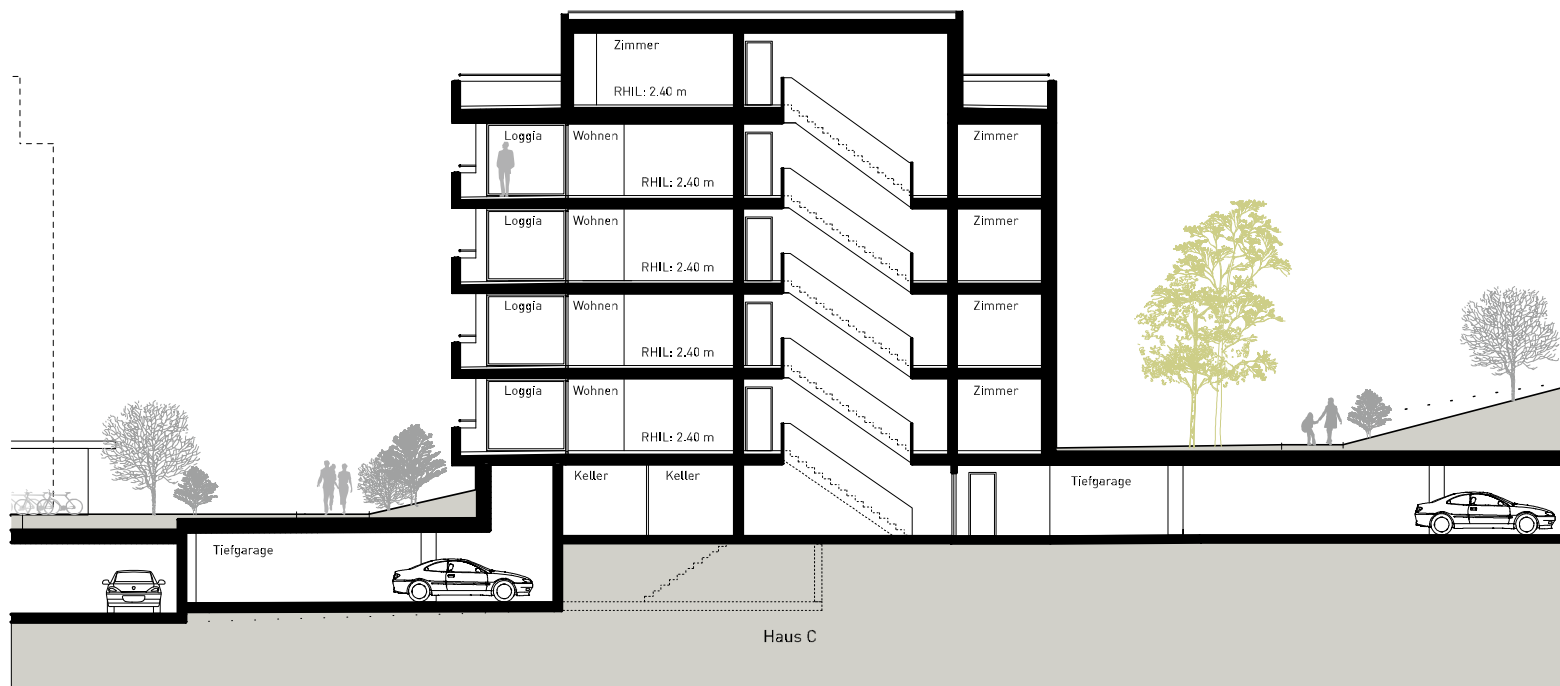 Zimmer
RHIL: 2.40 m
Loggia Wohnen Zimmer
RHIL: 2.40 m
Loggia Wohnen Zimmer
RHIL: 2.40 m
Loggia Wohnen Zimmer
RHIL: 2.40 m
Loggia Wohnen Zimmer
RHIL: 2.40 m
Keller Keller Tiefgarage
Tiefgarage
Haus C